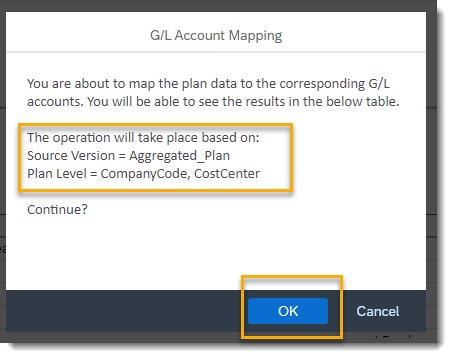 G/L Account Mapping
You are about to map the plan data to the corresponding G/L
accounts. You will be able to see the results in the below table.
The operation will take place based on:
Source Version = Aggregated_Plan
Plan Level = CompanyCode, CostCenter
Continue?
OK
Cancel